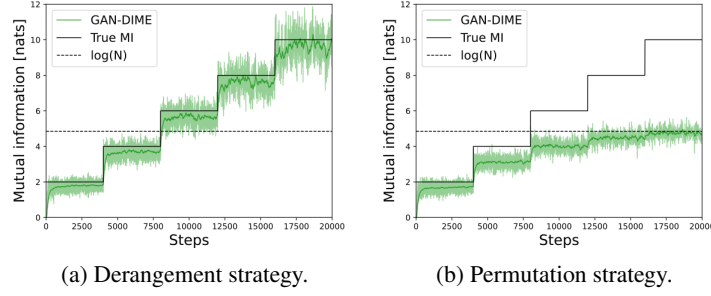 12
10
8
6
4
2
0
Mutual information [nats]
GAN-DIME
True MI
log(N)
0 2500 5000 7500 10000 12500 15000 17500 20000
Steps
(a) Derangement strategy.
12
10
8
6
4
2
0
Mutual information [nats]
GAN-DIME
True MI
log(N)
0 2500 5000 7500 10000 12500 15000 17500 20000
Steps
(b) Permutation strategy.